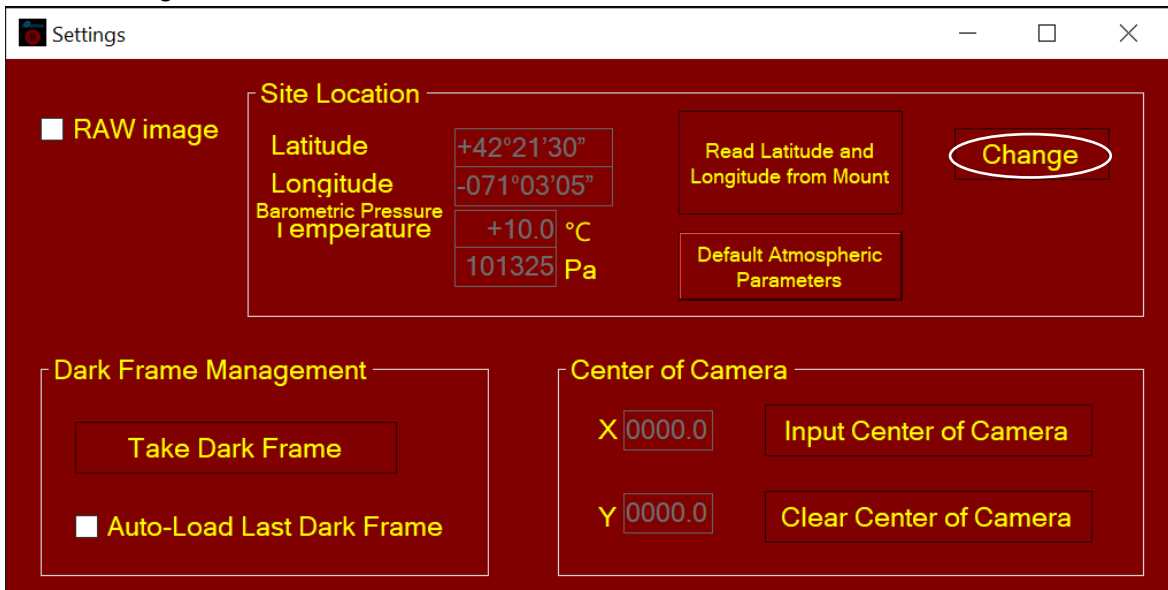 Settings
RAW image
Site Location
Latitude +42°21'30”
Longitude -071°03'05”
Barometric Pressure
Temperature +10.0 °C
101325 Pa
Read Latitude and
Longitude from Mount
Change
Default Atmospheric
Parameters
Dark Frame Management
Take Dark Frame
Auto-Load Last Dark Frame
Center of Camera
X 0000.0 Input Center of Camera
Y 0000.0 Clear Center of Camera